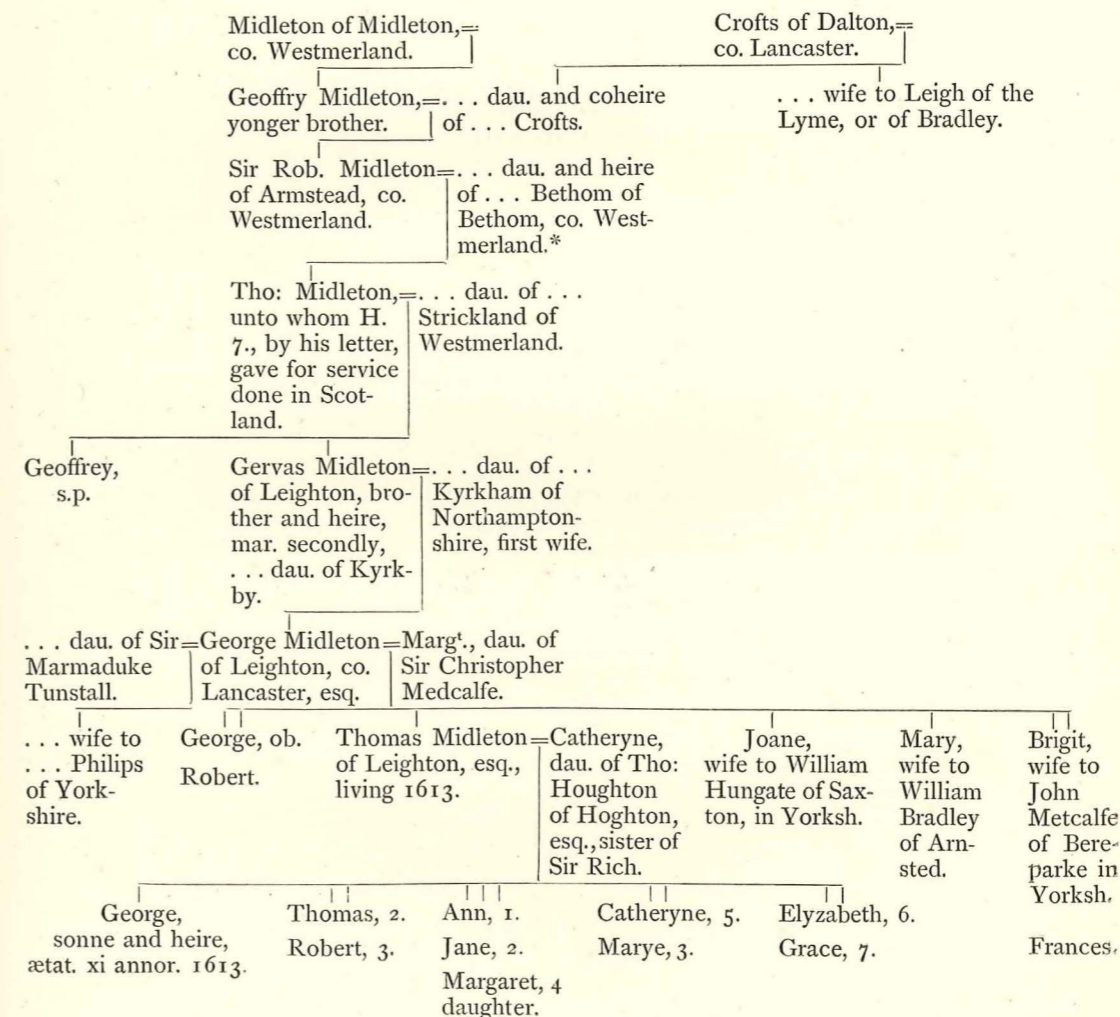 Midleton of Midleton,=
co. Westmerland.
Crofts of Dalton,=
co. Lancaster.
Geoffry Midleton,=. . . dau. and coheire
yonger brother. of . . . Crofts.
. . . wife to Leigh of the
Lyme, or of Bradley.
Sir Rob. Midleton=. . . dau. and heire
of Armstead, co. of . . . Bethom of
Westmerland. Bethom, co. West-
merland.*
Tho: Midleton,=. . . dau. of . . .
unto whom H. Strickland of
7., by his letter, Westmerland.
gave for service
done in Scot-
land.
Geoffrey,
s.p.
Gervas Midleton=. . . dau. of . . .
of Leighton, bro- Kyrkham of
ther and heire, Northampton-
mar. secondly, shire, first wife.
. . . dau. of Kyrk-
by.
. . . dau. of Sir=George Midleton=Margᵗ., dau. of
Marmaduke of Leighton, co. Sir Christopher
Tunstall. Lancaster, esq. Medcalfe.
. . . wife to
. . . Philips
of York-
shire.
George, ob.
Robert.
Thomas Midleton=Catheryne,
of Leighton, esq., dau. of Tho:
living 1613. Houghton
of Hoghton,
esq., sister of
Sir Rich.
Joane,
wife to William
Hungate of Sax-
ton, in Yorksh.
Mary,
wife to
William
Bradley
of Arn-
sted.
Brigit,
wife to
John
Metcalfe
of Bere-
parke in
Yorksh.
Frances.
George,
sonne and heire,
ætat. xi annor. 1613.
Thomas, 2.
Robert, 3.
Ann, 1.
Jane, 2.
Margaret, 4
daughter.
Catheryne, 5.
Marye, 3.
Elyzabeth, 6.
Grace, 7.